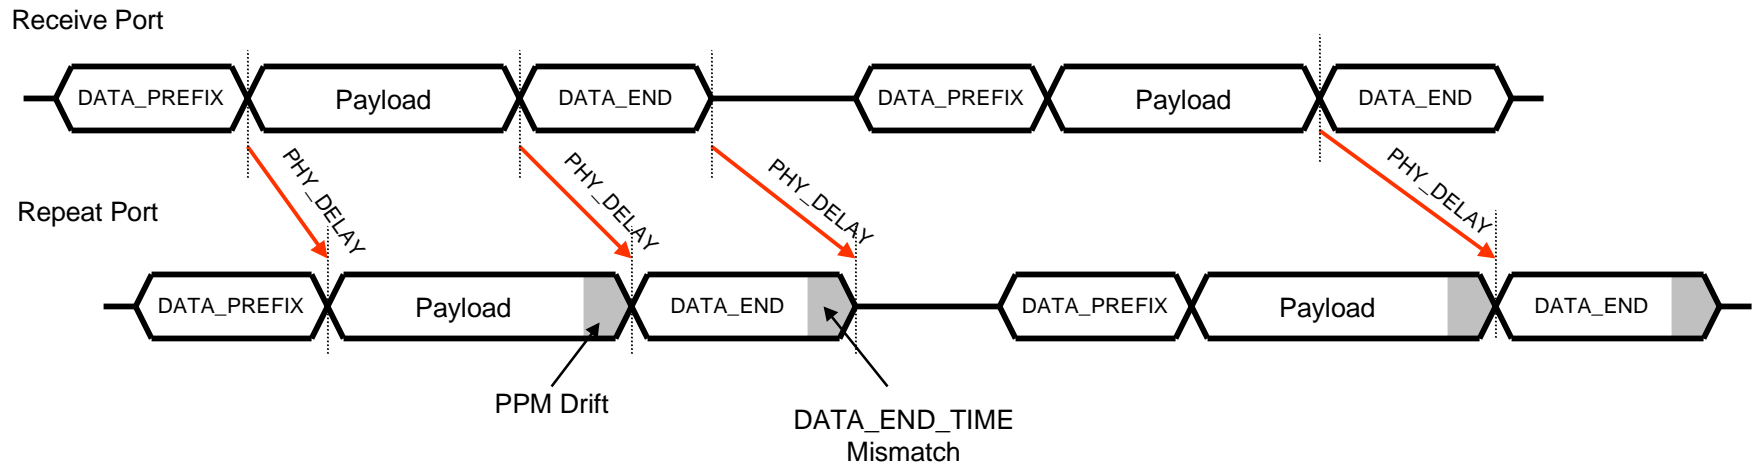 Receive Port
DATA_PREFIX Payload DATA_END DATA_PREFIX Payload DATA_END
PHY_DELAY PHY_DELAY PHY_DELAY PHY_DELAY
Repeat Port
DATA_PREFIX Payload DATA_END DATA_PREFIX Payload DATA_END
PPM Drift
DATA_END_TIME
Mismatch